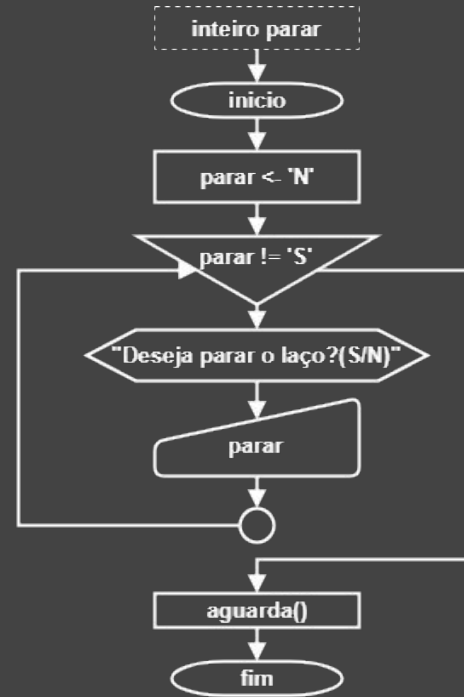 inteiro parar
inicio
parar <- 'N'
parar != 'S'
"Deseja parar o laço?(S/N)"
parar
aguarda()
fim